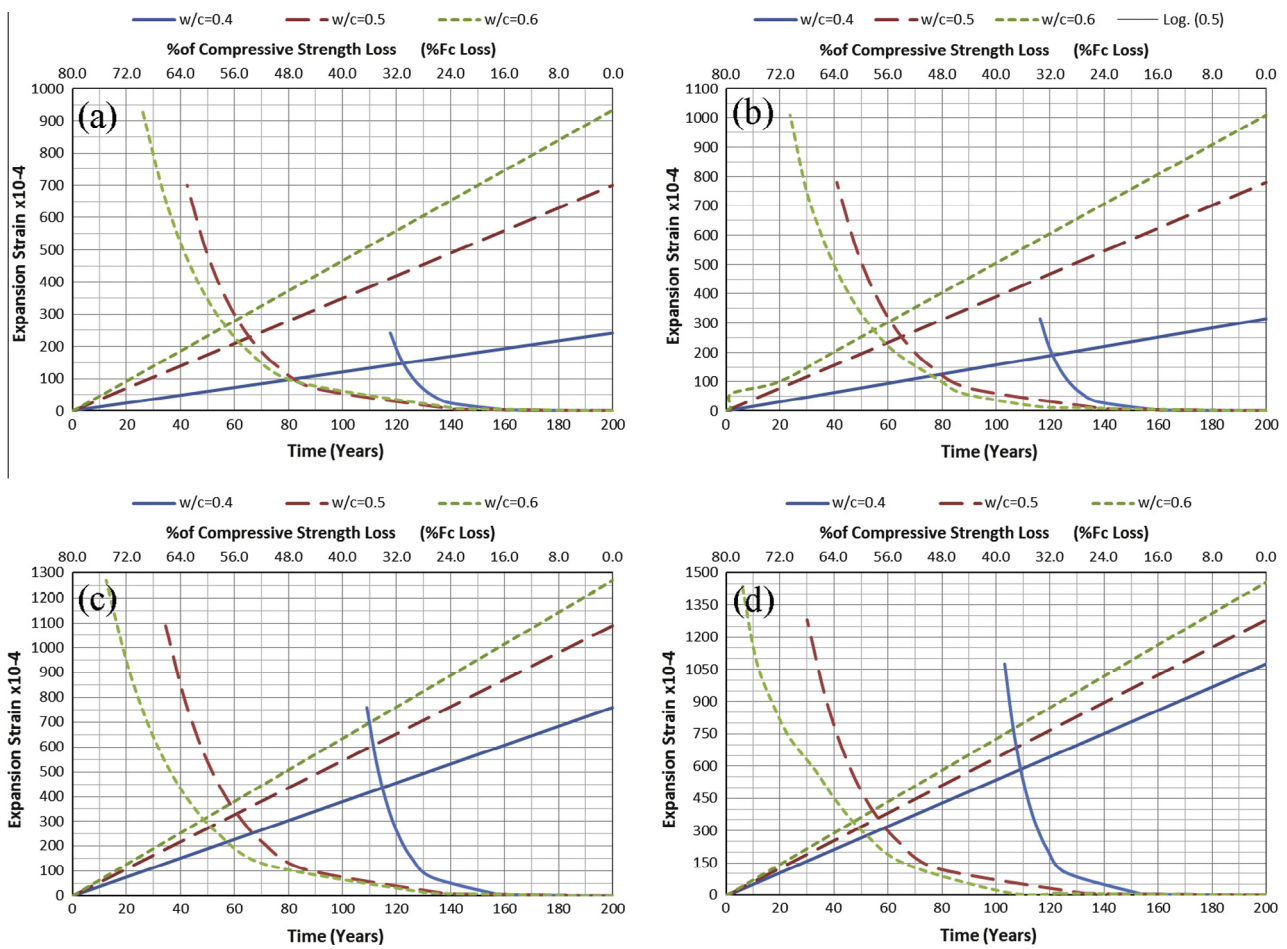 w/c=0.4 w/c=0.5 w/c=0.6
%of Compressive Strength Loss (%Fc Loss)
80.0 72.0 64.0 56.0 48.0 40.0 32.0 24.0 16.0 8.0 0.0
(a)
Expansion Strain x10-4
1000
900
800
700
600
500
400
300
200
100
0
0 20 40 60 80 100 120 140 160 180 200
Time (Years)
w/c=0.4 w/c=0.5 w/c=0.6 Log. (0.5)
%of Compressive Strength Loss (%Fc Loss)
80.0 72.0 64.0 56.0 48.0 40.0 32.0 24.0 16.0 8.0 0.0
(b)
Expansion Strain x10-4
1100
1000
900
800
700
600
500
400
300
200
100
0
0 20 40 60 80 100 120 140 160 180 200
Time (Years)
w/c=0.4 w/c=0.5 w/c=0.6
%of Compressive Strength Loss (%Fc Loss)
80.0 72.0 64.0 56.0 48.0 40.0 32.0 24.0 16.0 8.0 0.0
(c)
Expansion Strain x10-4
1300
1200
1100
1000
900
800
700
600
500
400
300
200
100
0
0 20 40 60 80 100 120 140 160 180 200
Time (Years)
w/c=0.4 w/c=0.5 w/c=0.6
%of Compressive Strength Loss (%Fc Loss)
80.0 72.0 64.0 56.0 48.0 40.0 32.0 24.0 16.0 8.0 0.0
(d)
Expansion Strain x10-4
1500
1350
1200
1050
900
750
600
450
300
150
0
0 20 40 60 80 100 120 140 160 180 200
Time (Years)